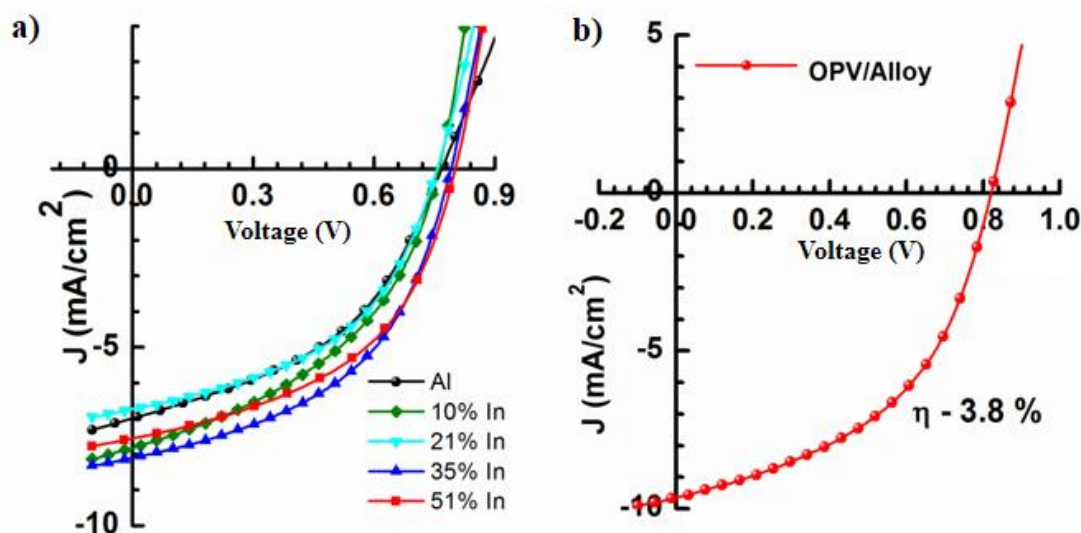 a)
0
0.0
0.3
0.6
0.9
Voltage (V)
J (mA/cm²)
-5
-10
Al
10% In
21% In
35% In
51% In
b)
5
OPV/Alloy
0
-0.2
0.0
0.2
0.4
0.6
0.8
1.0
Voltage (V)
J (mA/cm²)
-5
η - 3.8 %
-10